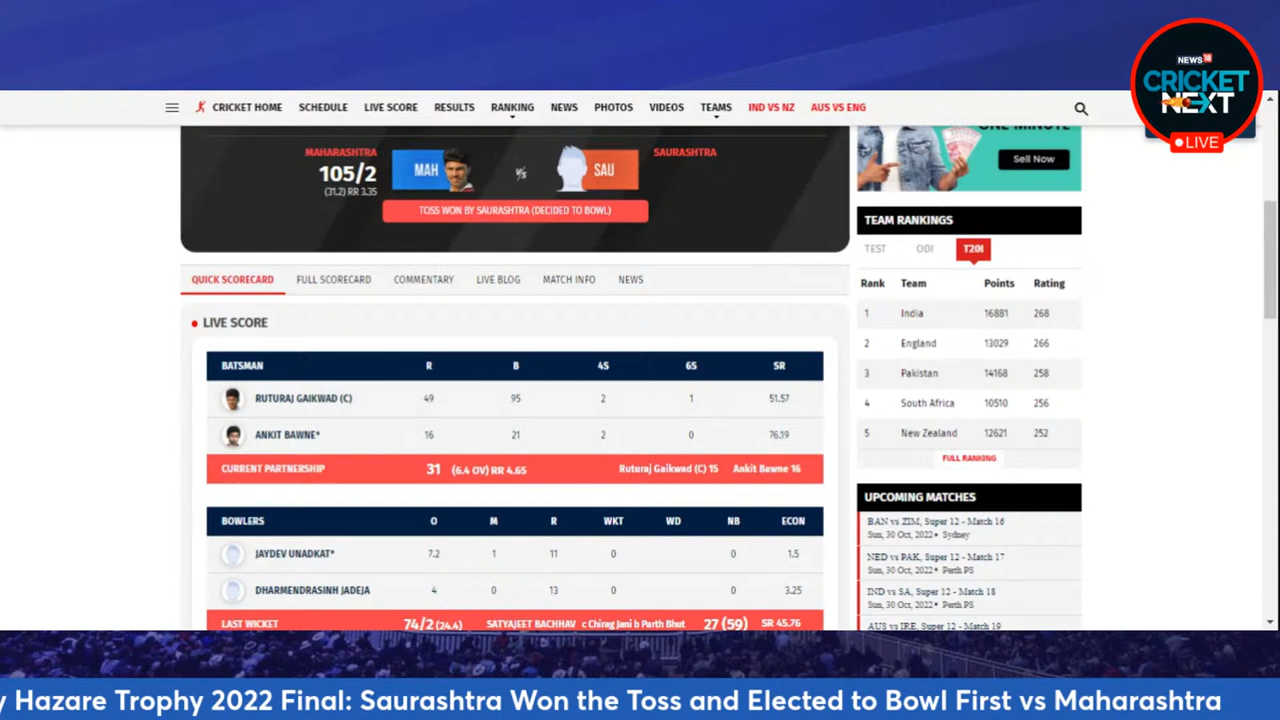 NEWS18
CRICKET
NEXT
LIVE
CRICKET HOME SCHEDULE LIVE SCORE RESULTS RANKING NEWS PHOTOS VIDEOS TEAMS IND VS NZ AUS VS ENG
MAHARASHTRA
105/2
(31.2) RR 3.35
MAH
V/S
SAU
SAURASHTRA
TOSS WON BY SAURASHTRA (DECIDED TO BOWL)
ONE MINUTE
Sell Now
QUICK SCORECARD FULL SCORECARD COMMENTARY LIVE BLOG MATCH INFO NEWS
LIVE SCORE
BATSMAN R B 4S 6S SR
RUTURAJ GAIKWAD (C) 49 95 2 1 51.57
ANKIT BAWNE* 16 21 2 0 76.19
CURRENT PARTNERSHIP 31 (6.4 OV) RR 4.65 Ruturaj Gaikwad (C) 15 Ankit Bawne 16
BOWLERS O M R WKT WD NB ECON
JAYDEV UNADKAT* 7.2 1 11 0 0 1.5
DHARMENDRASINH JADEJA 4 0 13 0 0 3.25
LAST WICKET 74/2 (24.4) SATYAJEET BACHHAV c Chirag Jani b Parth Bhut 27 (59) SR 45.76
TEAM RANKINGS
TEST ODI T20I
Rank Team Points Rating
1 India 16881 268
2 England 13029 266
3 Pakistan 14168 258
4 South Africa 10510 256
5 New Zealand 12621 252
FULL RANKING
UPCOMING MATCHES
BAN vs ZIM, Super 12 - Match 16
Sun, 30 Oct, 2022• Sydney
NED vs PAK, Super 12 - Match 17
Sun, 30 Oct, 2022• Perth PS
IND vs SA, Super 12 - Match 18
Sun, 30 Oct, 2022• Perth PS
AUS vs IRE, Super 12 - Match 19
y Hazare Trophy 2022 Final: Saurashtra Won the Toss and Elected to Bowl First vs Maharashtra